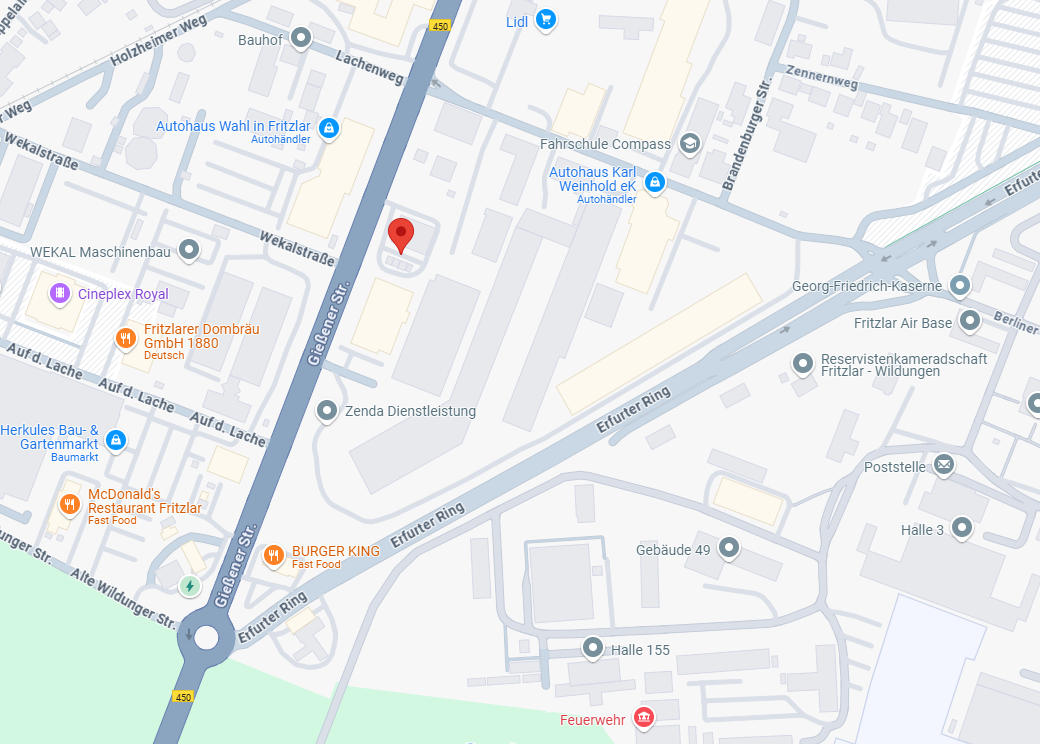 450
Lidl
Holzheimer Weg
Bauhof
Lachenweg
Zennernweg
r Weg
Brandenburger Str.
Autohaus Wahl in Fritzlar
Autohändler
Fahrschule Compass
Wekalstraße
Autohaus Karl
Weinhold eK
Autohändler
Erfurte
WEKAL Maschinenbau
Wekalstraße
Georg-Friedrich-Kaserne
Cineplex Royal
Gießener Str.
Fritzlar Air Base
Berliner
Fritzlarer Dombräu
GmbH 1880
Deutsch
Reservistenkameradschaft
Fritzlar - Wildungen
Auf d. Lache
Auf d. Lache
Auf d. Lache
Erfurter Ring
Zenda Dienstleistung
Herkules Bau- &
Gartenmarkt
Baumarkt
Poststelle
McDonald's
Restaurant Fritzlar
Fast Food
Erfurter Ring
Halle 3
unger Str.
Gießener Str.
BURGER KING
Fast Food
Gebäude 49
Alte Wildunger Str.
Erfurter Ring
Halle 155
450
Feuerwehr